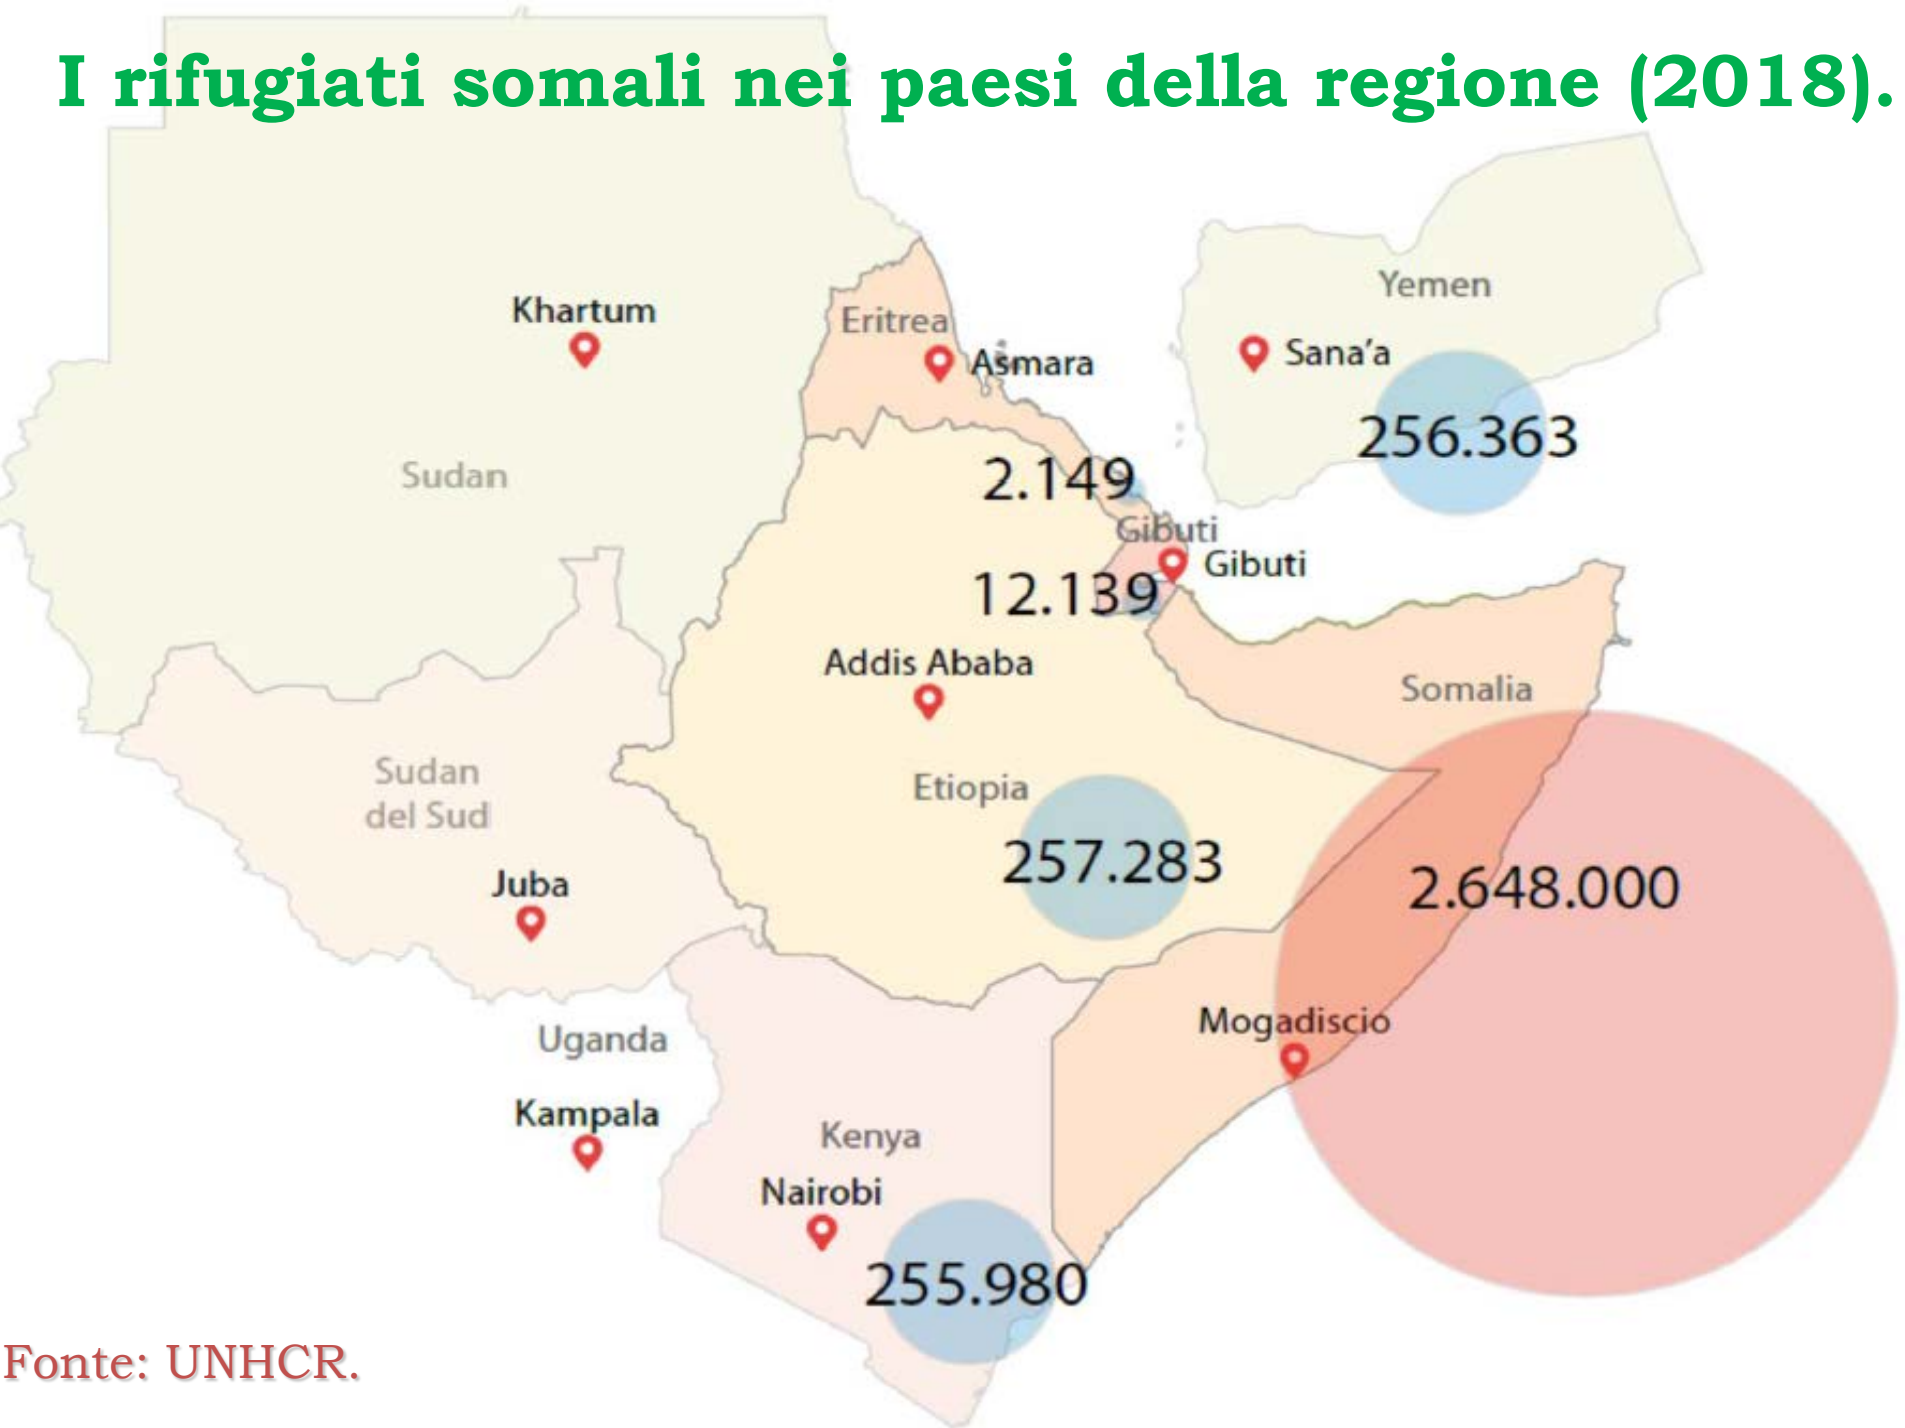 I rifugiati somali nei paesi della regione (2018).
Yemen
Khartum
Eritrea
Sana'a
Asmara
256.363
Sudan
2.149
Gibuti
Gibuti
12.139
Addis Ababa
Somalia
Sudan
del Sud
Etiopia
257.283
2.648.000
Juba
Mogadiscio
Uganda
Kampala
Kenya
Nairobi
255.980
Fonte: UNHCR.